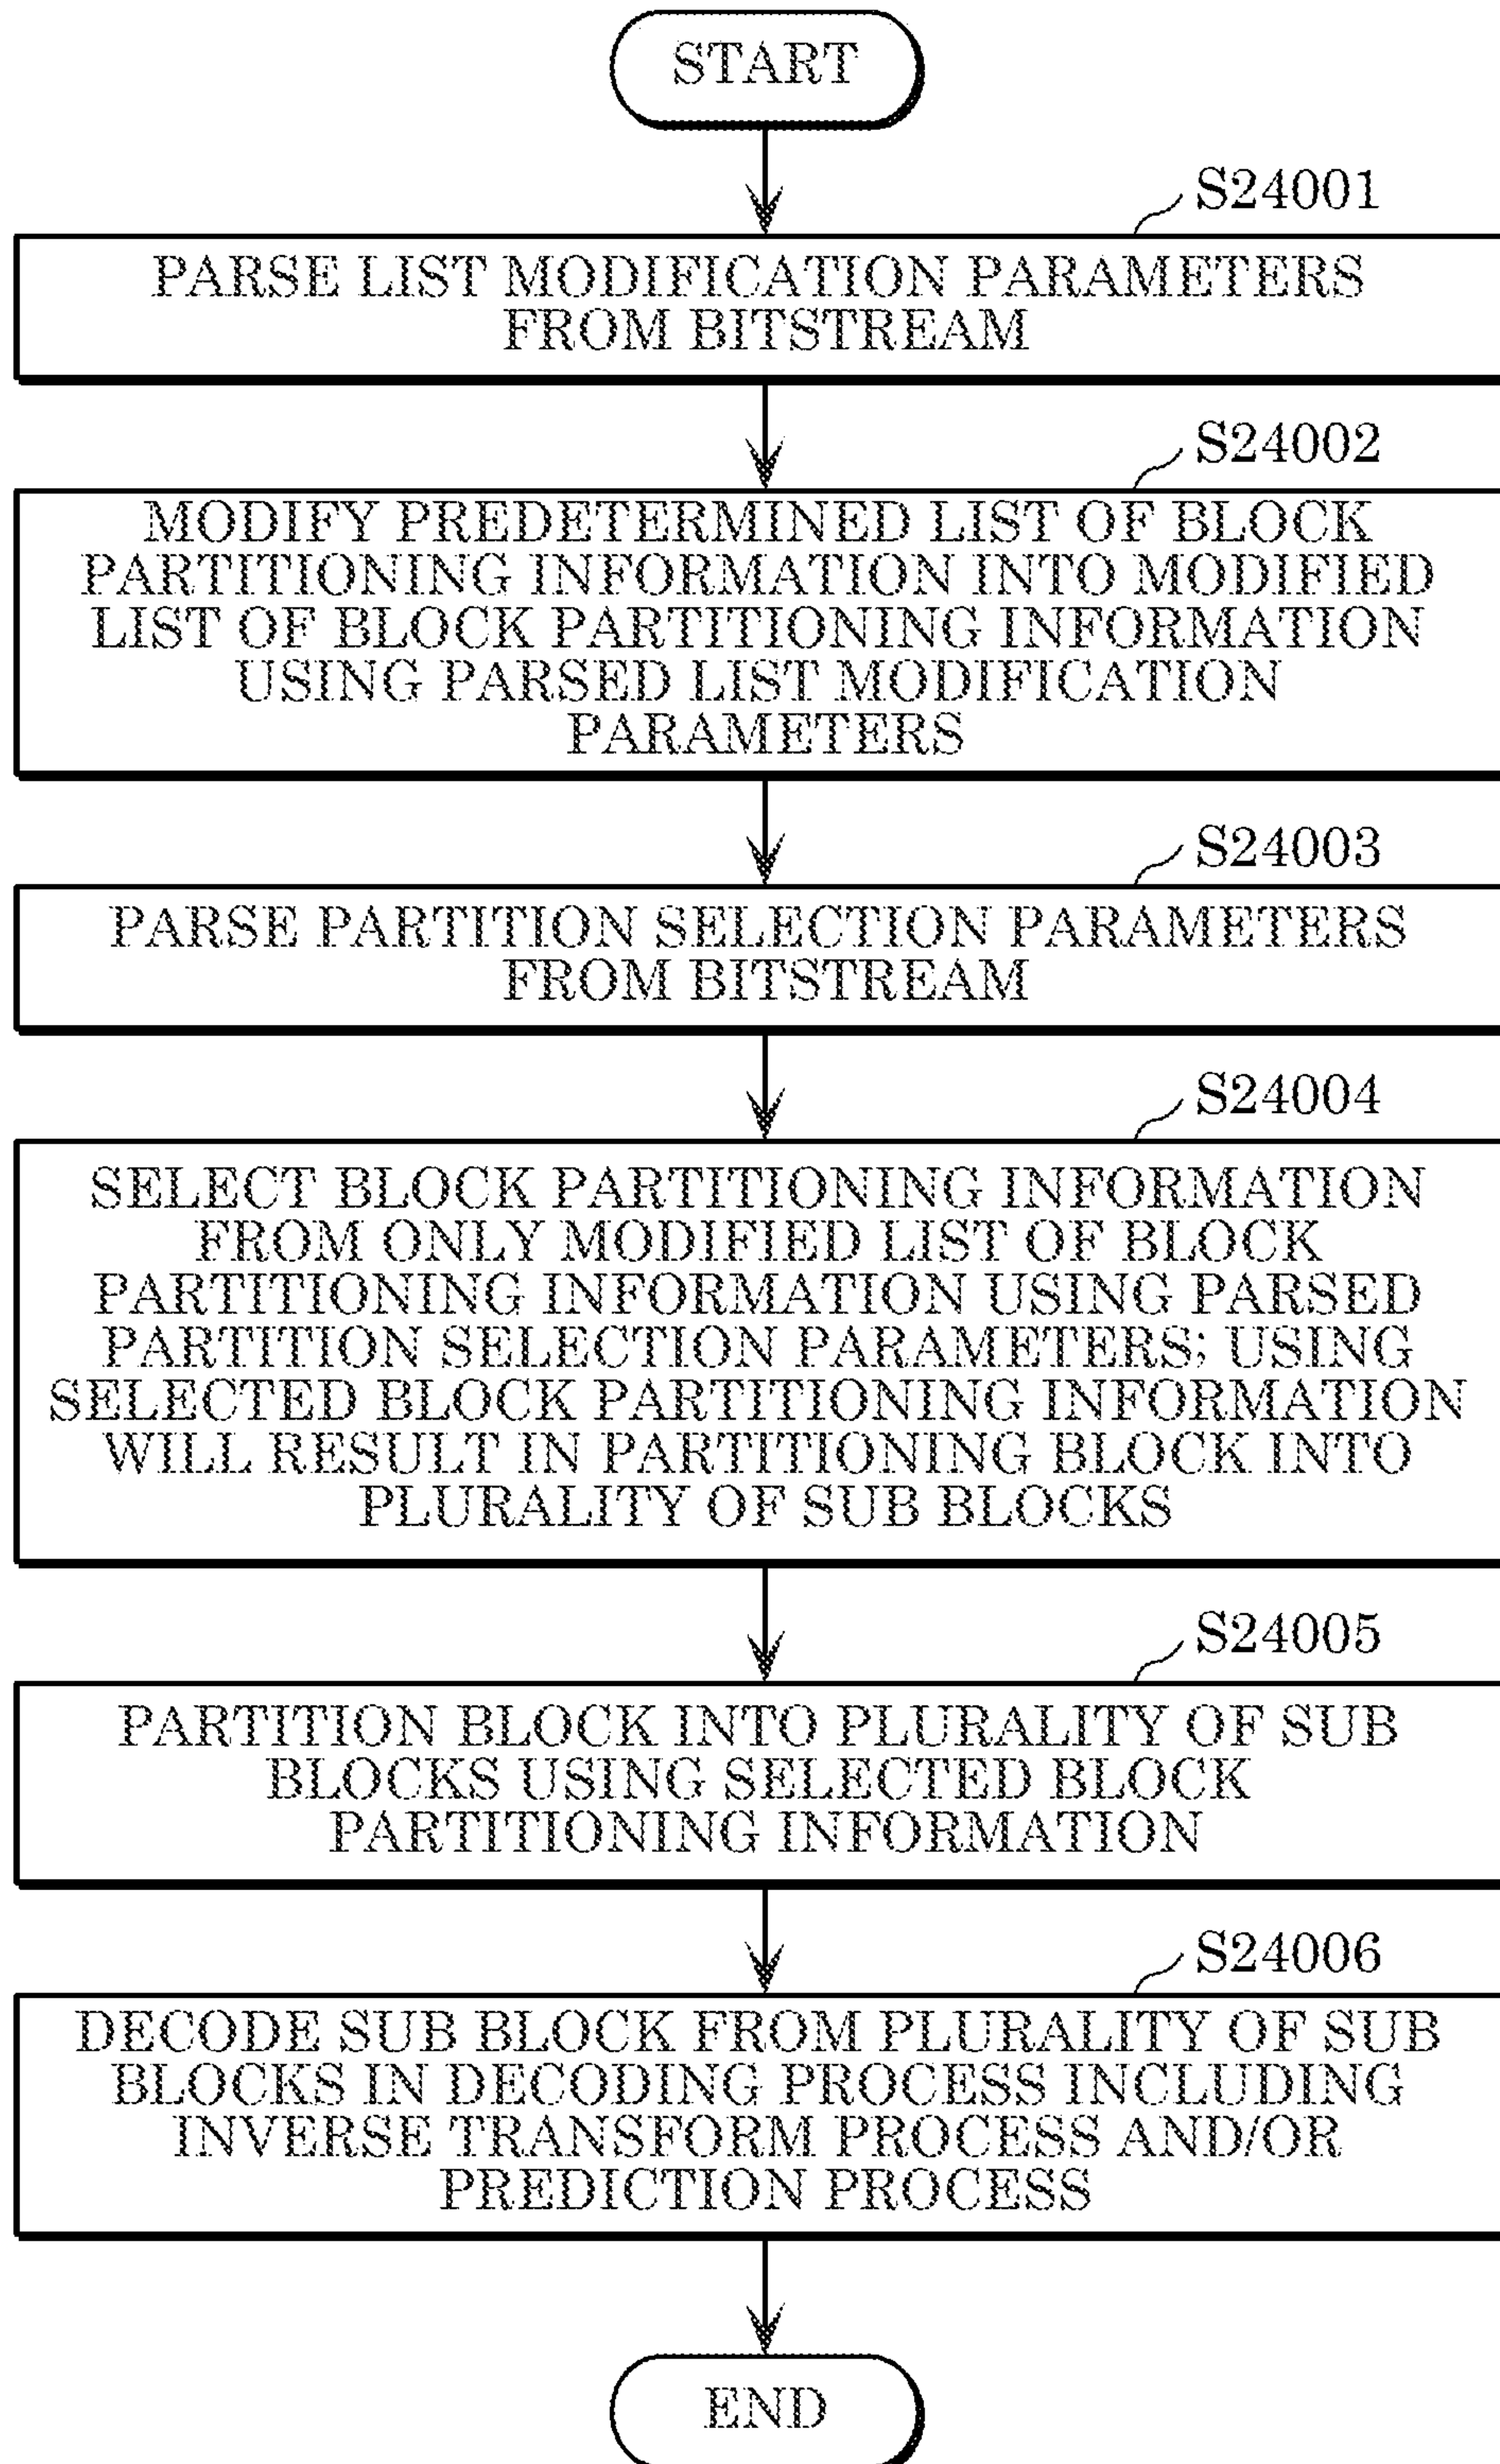 START
S24001
PARSE LIST MODIFICATION PARAMETERS
FROM BITSTREAM
S24002
MODIFY PREDETERMINED LIST OF BLOCK
PARTITIONING INFORMATION INTO MODIFIED
LIST OF BLOCK PARTITIONING INFORMATION
USING PARSED LIST MODIFICATION
PARAMETERS
S24003
PARSE PARTITION SELECTION PARAMETERS
FROM BITSTREAM
S24004
SELECT BLOCK PARTITIONING INFORMATION
FROM ONLY MODIFIED LIST OF BLOCK
PARTITIONING INFORMATION USING PARSED
PARTITION SELECTION PARAMETERS; USING
SELECTED BLOCK PARTITIONING INFORMATION
WILL RESULT IN PARTITIONING BLOCK INTO
PLURALITY OF SUB BLOCKS
S24005
PARTITION BLOCK INTO PLURALITY OF SUB
BLOCKS USING SELECTED BLOCK
PARTITIONING INFORMATION
S24006
DECODE SUB BLOCK FROM PLURALITY OF SUB
BLOCKS IN DECODING PROCESS INCLUDING
INVERSE TRANSFORM PROCESS AND/OR
PREDICTION PROCESS
END